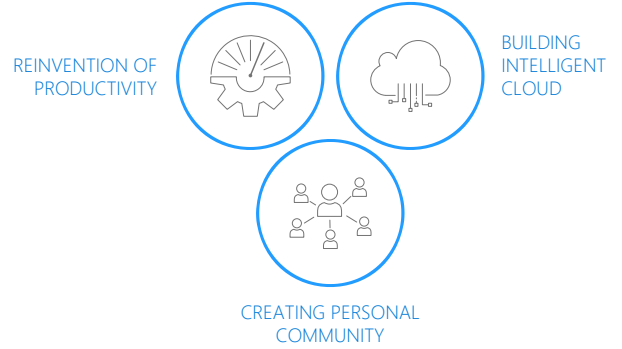 REINVENTION OF
PRODUCTIVITY
BUILDING
INTELLIGENT
CLOUD
CREATING PERSONAL
COMMUNITY